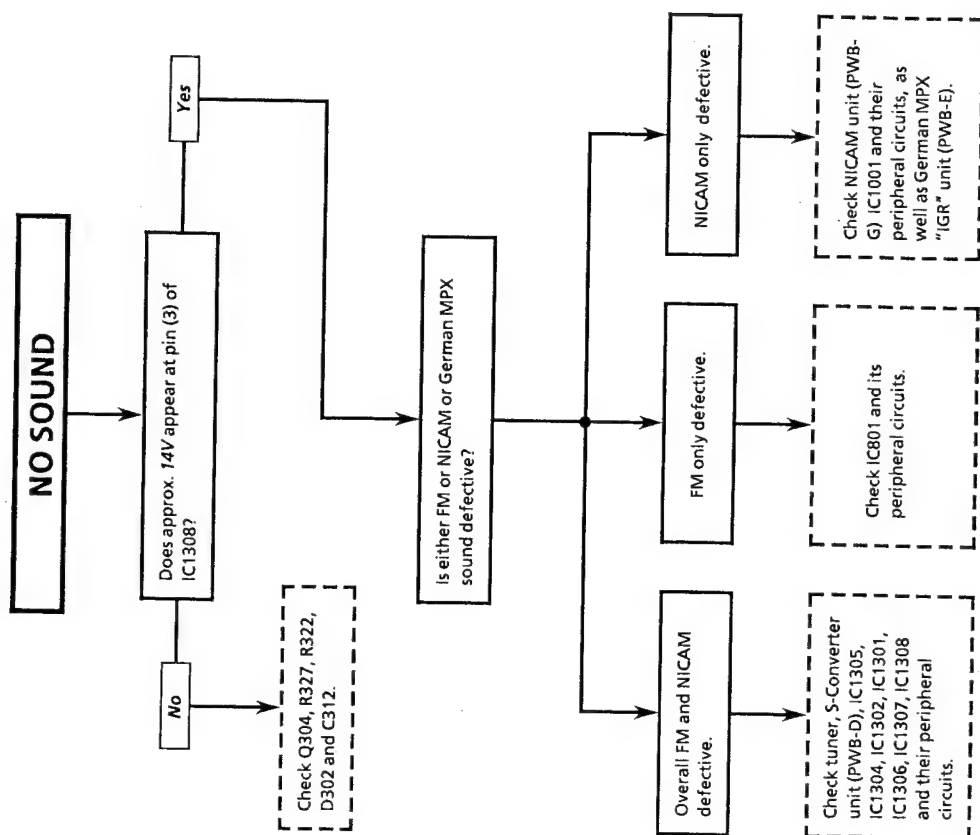 NO SOUND
Does approx. 14V appear at pin (3) of
IC1308?
No
Yes
Check Q304, R327, R322,
D302 and C312.
Is either FM or NICAM or German MPX
sound defective?
Overall FM and NICAM
defective.
FM only defective.
NICAM only defective.
Check tuner, S-Converter
unit (PWB-D), IC1305,
IC1304, IC1302, IC1301,
IC1306, IC1307, IC1308
and their peripheral
circuits.
Check IC801 and its
peripheral circuits.
Check NICAM unit (PWB-
G) IC1001 and their
peripheral circuits, as
well as German MPX
"IGR" unit (PWB-E).